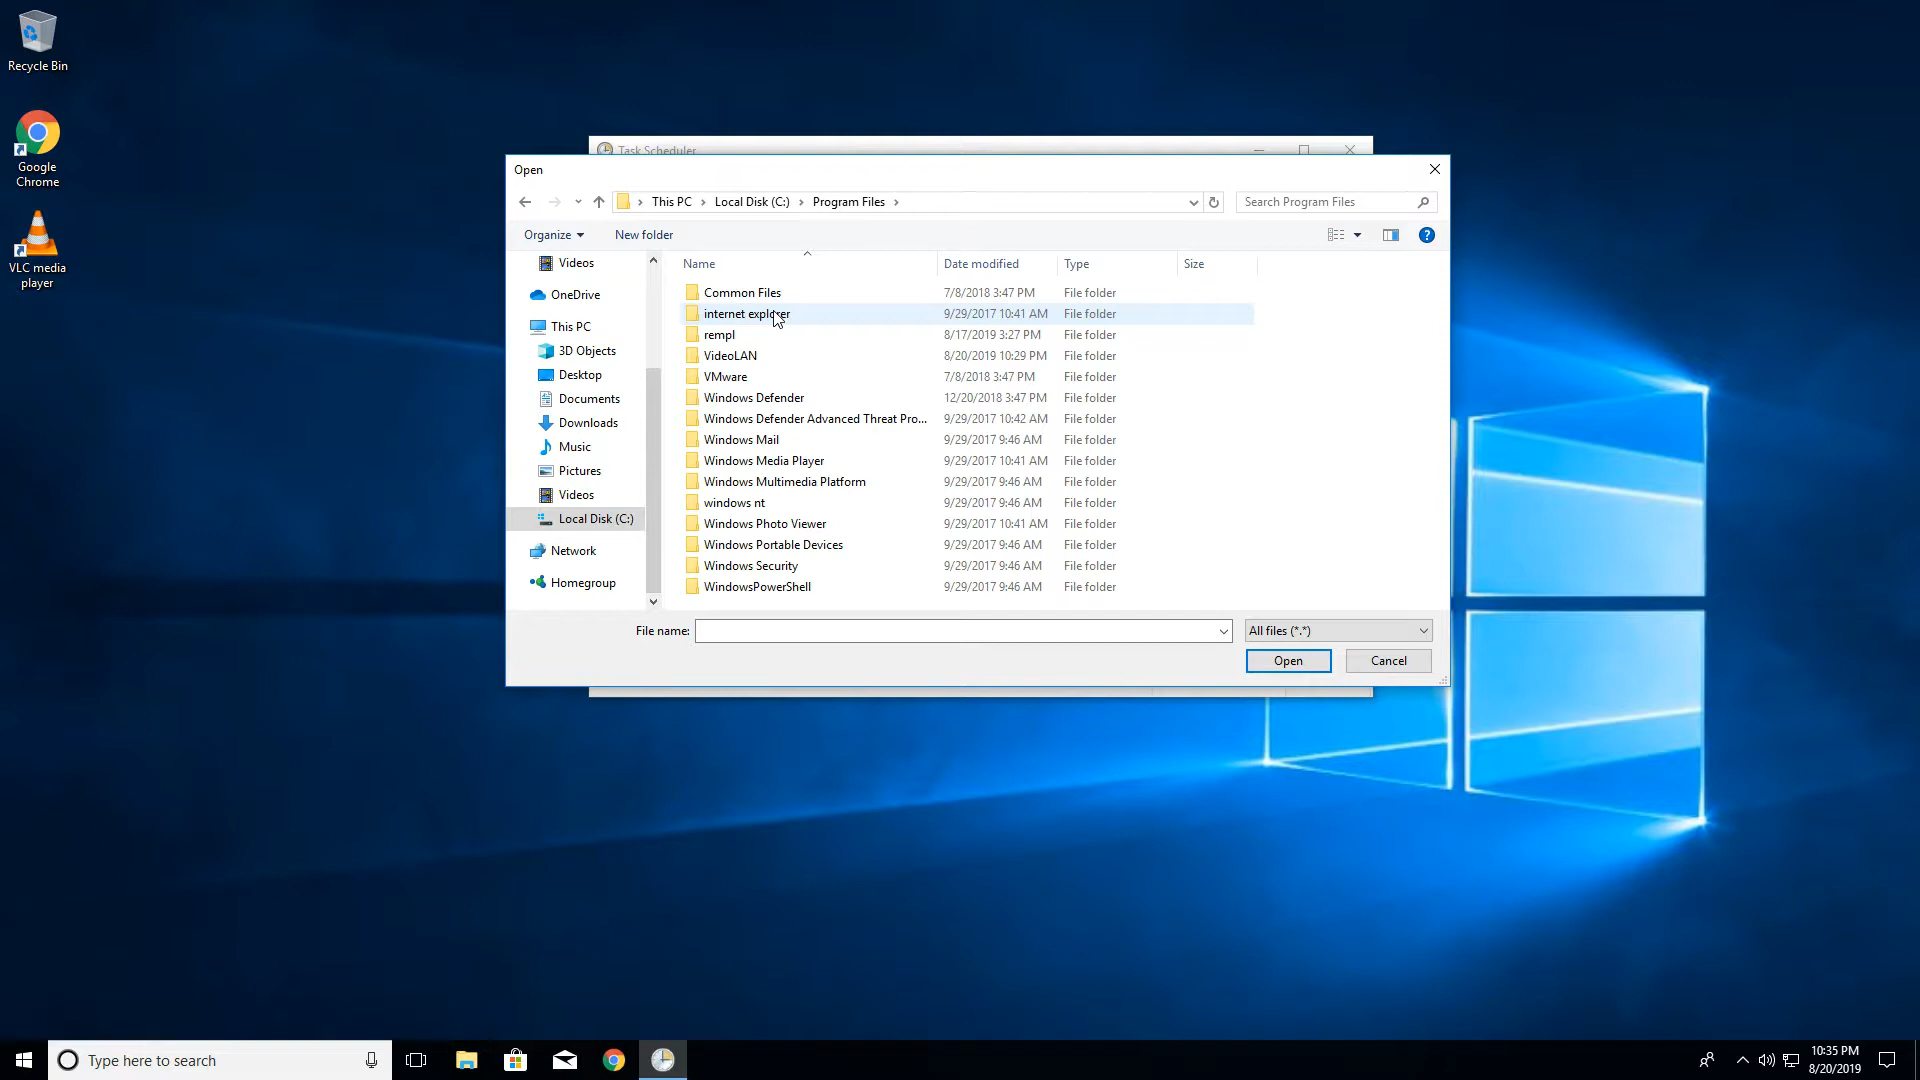 Recycle Bin
Google
Chrome
VLC media
player
Task Scheduler
Open
This PC
Local Disk (C:)
Program Files
Search Program Files
Organize
New folder
?
Videos
OneDrive
This PC
3D Objects
Desktop
Documents
Downloads
Music
Pictures
Videos
Local Disk (C:)
Network
Homegroup
Name Date modified Type Size
Common Files 7/8/2018 3:47 PM File folder
internet explorer 9/29/2017 10:41 AM File folder
rempl 8/17/2019 3:27 PM File folder
VideoLAN 8/20/2019 10:29 PM File folder
VMware 7/8/2018 3:47 PM File folder
Windows Defender 12/20/2018 3:47 PM File folder
Windows Defender Advanced Threat Pro... 9/29/2017 10:42 AM File folder
Windows Mail 9/29/2017 9:46 AM File folder
Windows Media Player 9/29/2017 10:41 AM File folder
Windows Multimedia Platform 9/29/2017 9:46 AM File folder
windows nt 9/29/2017 9:46 AM File folder
Windows Photo Viewer 9/29/2017 10:41 AM File folder
Windows Portable Devices 9/29/2017 9:46 AM File folder
Windows Security 9/29/2017 9:46 AM File folder
WindowsPowerShell 9/29/2017 9:46 AM File folder
File name:
All files (*.*)
Open
Cancel
Type here to search
10:35 PM
8/20/2019